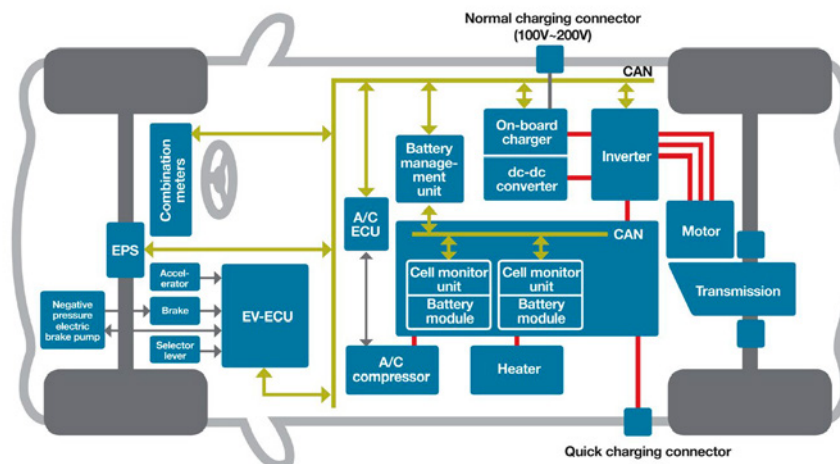 Normal charging connector
(100V~200V)
CAN
Combination
meters
Battery
manage-
ment
unit
On-board
charger
dc-dc
converter
Inverter
A/C
ECU
EPS
CAN
Motor
Cell monitor
unit
Battery
module
Cell monitor
unit
Battery
module
Transmission
Accel-
erator
Negative
pressure
electric
brake pump
Brake
EV-ECU
Selector
lever
A/C
compressor
Heater
Quick charging connector